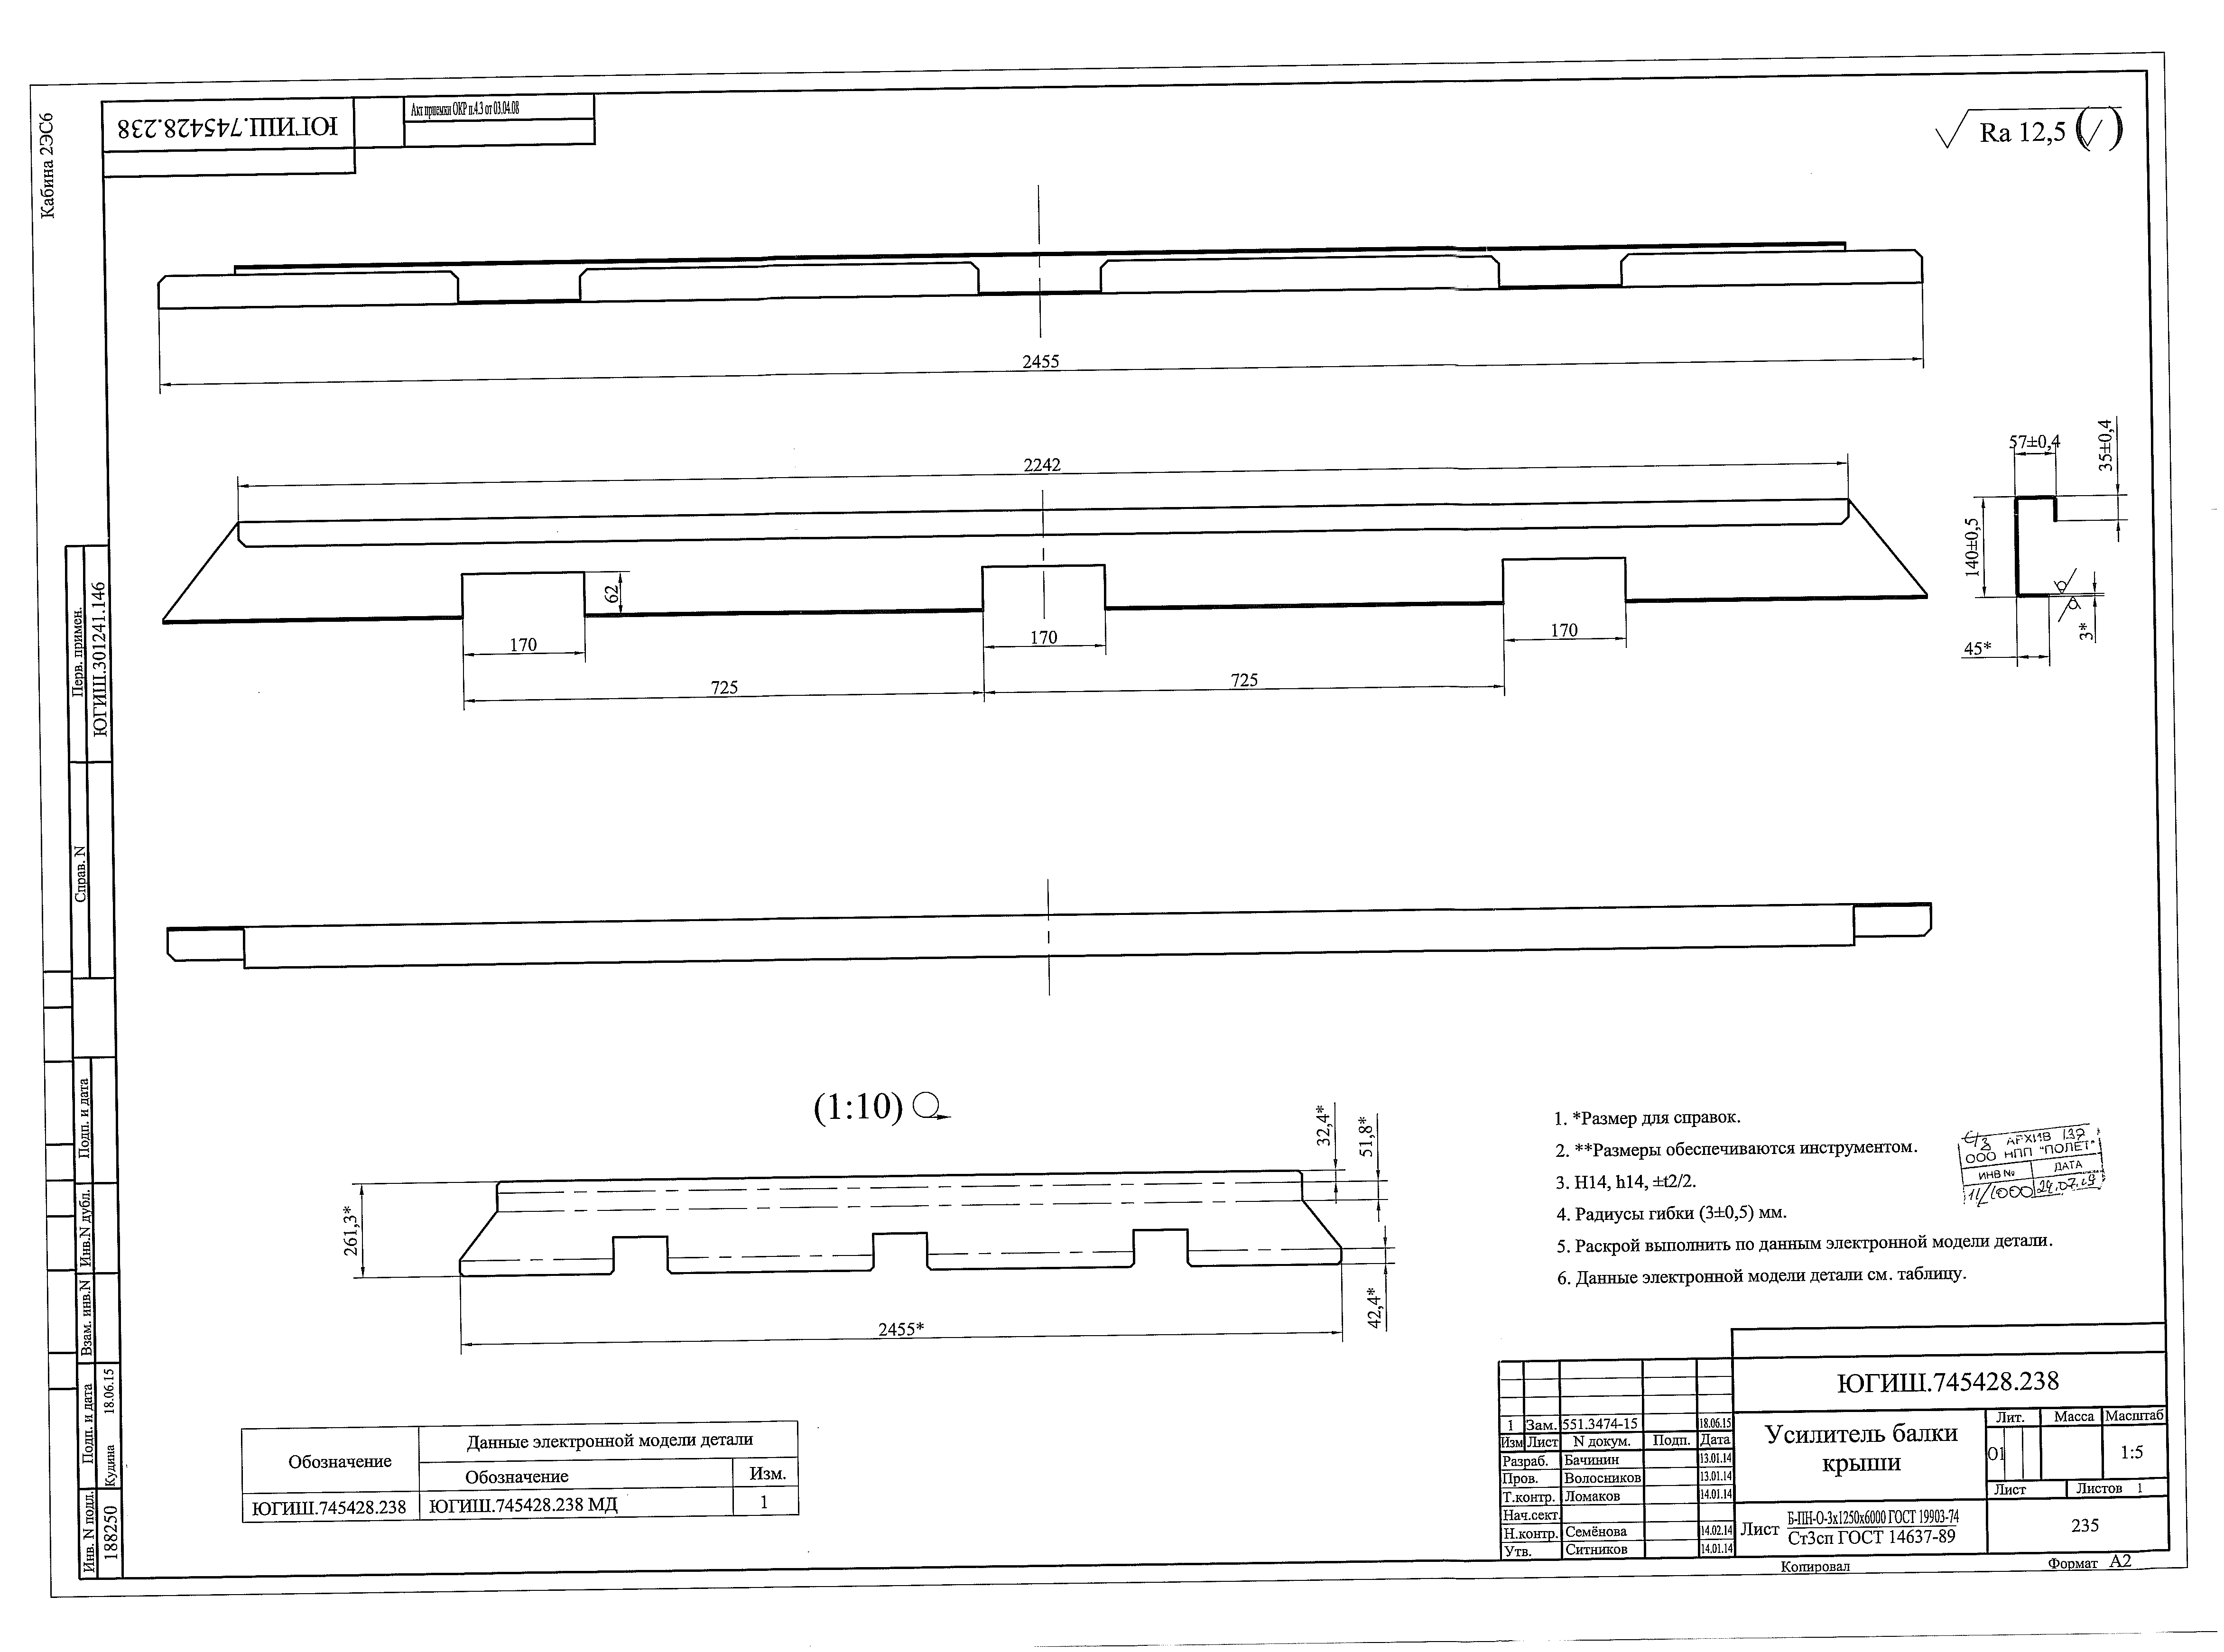 Кабина 2ЭС6
ЮГИШ.745428.238
Акт приемки ОКР п.4.3 от 03.04.08
Ra 12,5
2455
2242
57±0,4
35±0,4
140±0,5
45*
3*
62
170
170
170
725
725
Перв. примен.
ЮГИШ.301241.146
Справ. N
Подп. и дата
Инв.N дубл.
Взам. инв.N
Подп. и дата
Кудина 18.06.15
Инв. N подл.
188250
(1:10)
32,4*
51,8*
261,3*
42,4*
2455*
1. *Размер для справок.
2. **Размеры обеспечиваются инструментом.
3. H14, h14, ±t2/2.
4. Радиусы гибки (3±0,5) мм.
5. Раскрой выполнить по данным электронной модели детали.
6. Данные электронной модели детали см. таблицу.
АРХИВ
ООО НПП "ПОЛЕТ"
ИНВ № ДАТА
11/1000 24.07.19
Обозначение
Данные электронной модели детали
Обозначение Изм.
ЮГИШ.745428.238 ЮГИШ.745428.238 МД 1
ЮГИШ.745428.238
1 Зам. 551.3474-15 18.06.15
Изм Лист N докум. Подп. Дата
Разраб. Бачинин 13.01.14
Пров. Волосников 13.01.14
Т.контр. Ломаков 14.01.14
Нач.сект.
Н.контр. Семёнова 14.02.14
Утв. Ситников 14.01.14
Усилитель балки
крыши
Лит. Масса Масштаб
О1 1:5
Лист Листов 1
Лист Б-ПН-О-3х1250х6000 ГОСТ 19903-74
Ст3сп ГОСТ 14637-89
235
Копировал
Формат А2